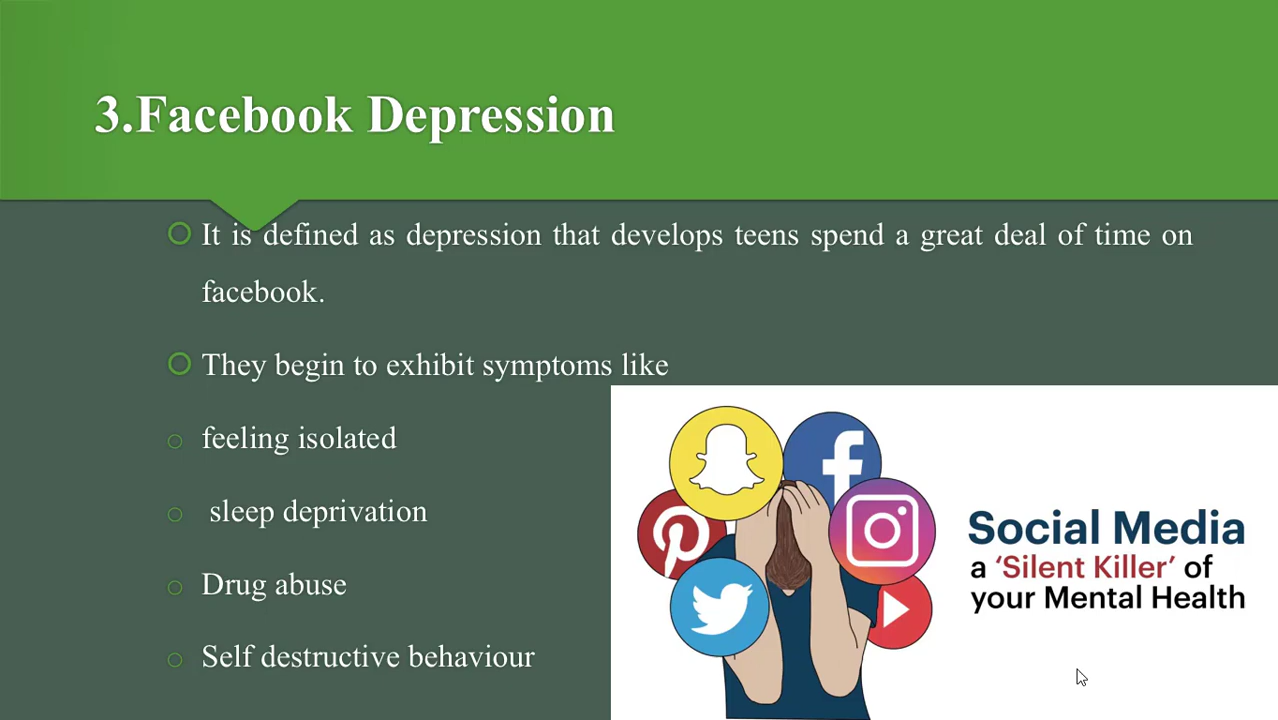 3.Facebook Depression
It is defined as depression that develops teens spend a great deal of time on
facebook.
They begin to exhibit symptoms like
feeling isolated
sleep deprivation
Drug abuse
Self destructive behaviour
Social Media
a ‘Silent Killer’ of
your Mental Health